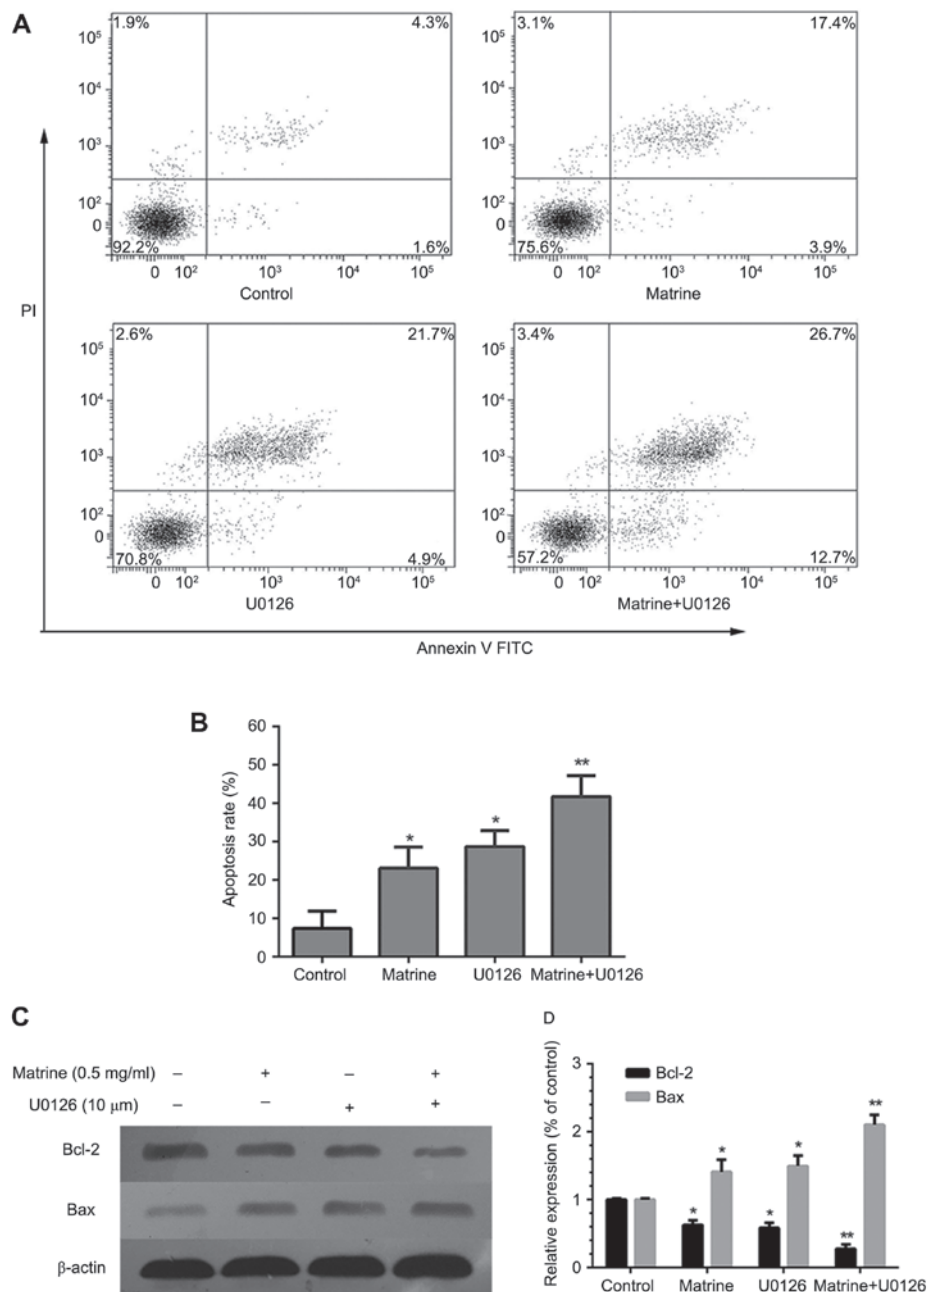 A
1.9% 4.3%
10⁵
10⁴
10³
10²
0
92.2% 1.6%
0 10² 10³ 10⁴ 10⁵
Control
3.1% 17.4%
10⁵
10⁴
10³
10²
0
75.6% 3.9%
0 10² 10³ 10⁴ 10⁵
Matrine
PI
2.6% 21.7%
10⁵
10⁴
10³
10²
0
70.8% 4.9%
0 10² 10³ 10⁴ 10⁵
U0126
3.4% 26.7%
10⁵
10⁴
10³
10²
0
57.2% 12.7%
0 10² 10³ 10⁴ 10⁵
Matrine+U0126
Annexin V FITC
B
Apoptosis rate (%)
60
50
40
30
20
10
0
* * **
Control Matrine U0126 Matrine+U0126
C
Matrine (0.5 mg/ml) – + – +
U0126 (10 μm) – – + +
Bcl-2
Bax
β-actin
D
Relative expression (% of control)
3
2
1
0
Bcl-2
Bax
* * * * ** **
Control Matrine U0126 Matrine+U0126